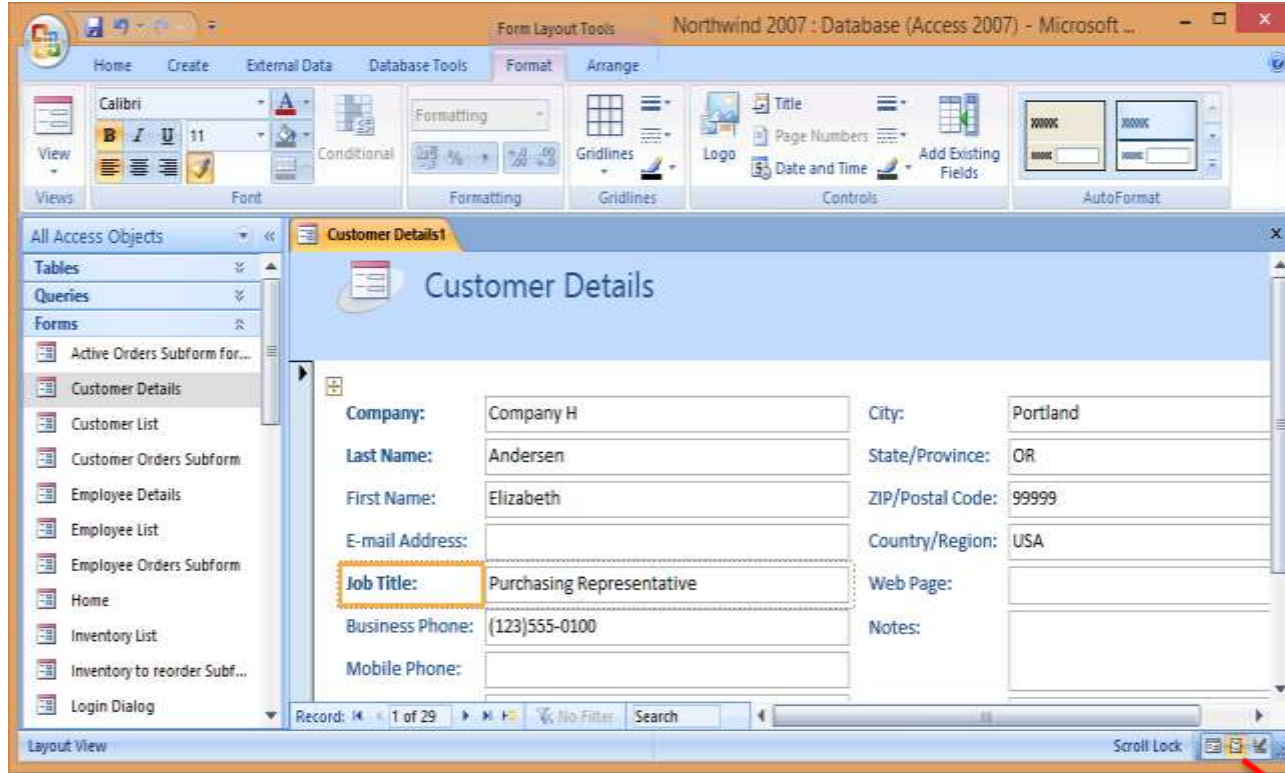 Form Layout Tools
Northwind 2007 : Database (Access 2007) - Microsoft ...
Home Create External Data Database Tools Format Arrange
View
Views
Calibri
B I U 11
Font
Conditional
Formatting
Formatting
Gridlines
Gridlines
Logo
Title
Page Numbers
Date and Time
Add Existing Fields
Controls
AutoFormat
All Access Objects
Tables
Queries
Forms
Active Orders Subform for...
Customer Details
Customer List
Customer Orders Subform
Employee Details
Employee List
Employee Orders Subform
Home
Inventory List
Inventory to reorder Subf...
Login Dialog
Customer Details1
Customer Details
Company: Company H City: Portland
Last Name: Andersen State/Province: OR
First Name: Elizabeth ZIP/Postal Code: 99999
E-mail Address: Country/Region: USA
Job Title: Purchasing Representative Web Page:
Business Phone: (123)555-0100 Notes:
Mobile Phone:
Record: 1 of 29 No Filter Search
Layout View Scroll Lock